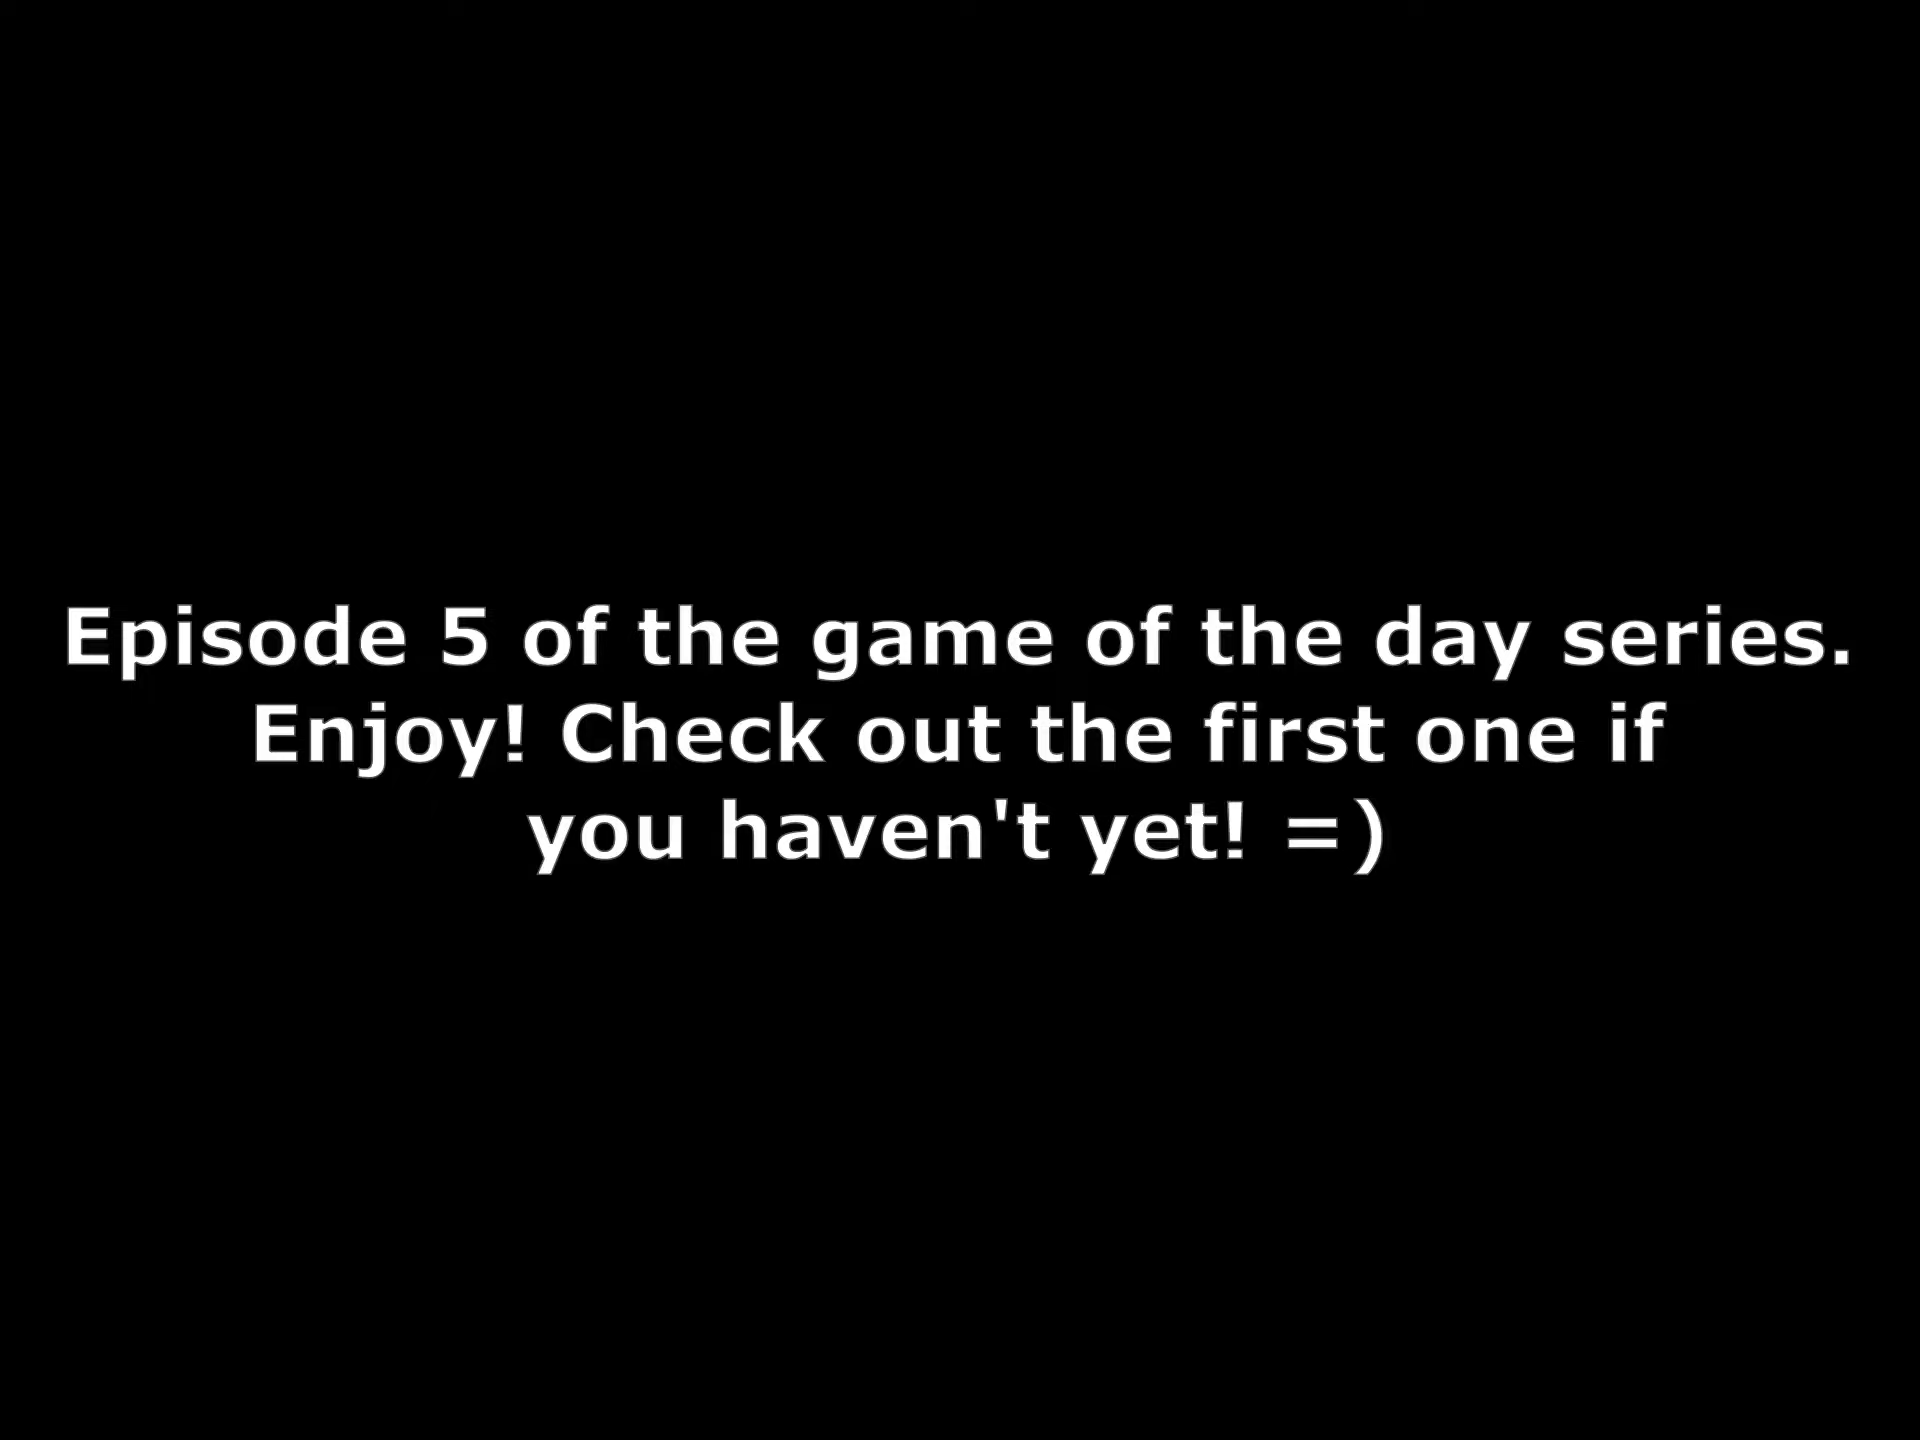 Episode 5 of the game of the day series.
Enjoy! Check out the first one if
you haven't yet! =)